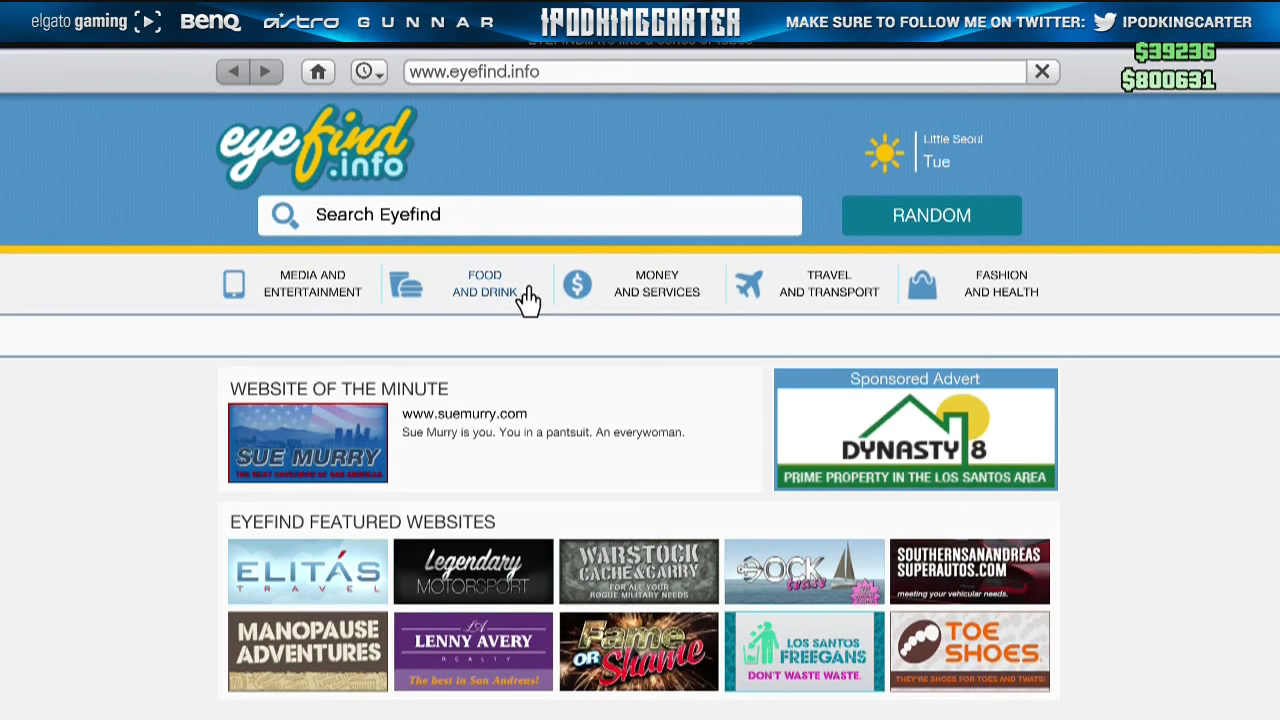 elgato gaming BENQ ASTRO GUNNAR IPODKINGCARTER MAKE SURE TO FOLLOW ME ON TWITTER: IPODKINGCARTER
$39236
www.eyefind.info
$800631
eyefind
.info
Little Seoul
Tue
Search Eyefind
RANDOM
MEDIA AND
ENTERTAINMENT
FOOD
AND DRINK
MONEY
AND SERVICES
TRAVEL
AND TRANSPORT
FASHION
AND HEALTH
WEBSITE OF THE MINUTE
SUE MURRY
THE NEXT GOVERNOR OF SAN ANDREAS
www.suemurry.com
Sue Murry is you. You in a pantsuit. An everywoman.
Sponsored Advert
DYNASTY 8
PRIME PROPERTY IN THE LOS SANTOS AREA
EYEFIND FEATURED WEBSITES
ELITÁS
TRAVEL
Legendary
MOTORSPORT
WARSTOCK
CACHE&CARRY
FOR ALL YOUR
ROGUE MILITARY NEEDS
DOCK
tease
SOUTHERNSANANDREAS
SUPERAUTOS.COM
meeting your vehicular needs.
MANOPAUSE
ADVENTURES
LA
LENNY AVERY
REALTY
The best in San Andreas!
Fame
OR Shame
LOS SANTOS
FREEGANS
DON'T WASTE WASTE.
TOE
SHOES
THEY'RE SHOES FOR TOES AND TWATS!